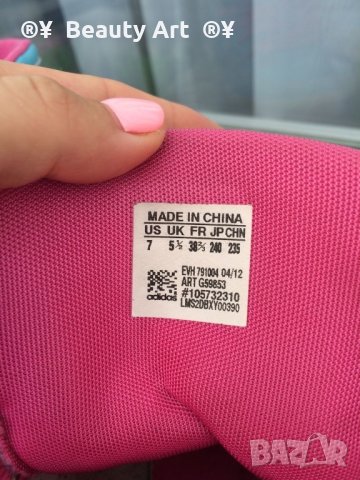 ®¥ Beauty Art ®¥
MADE IN CHINA
US UK FR JP CHN
7 5½ 38⅔ 240 235
EVH 791004 04/12
ART G59853
#105732310
LMS2DBXY00390
adidas
BAZAR